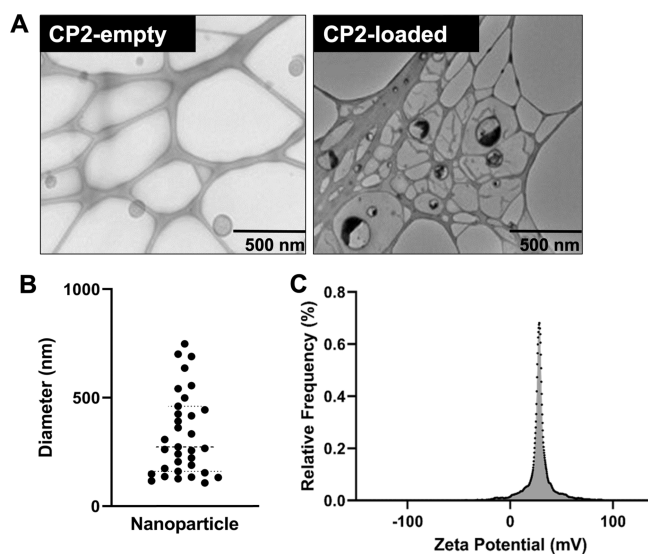 A
CP2-empty
CP2-loaded
500 nm
500 nm
B
C
1000
500
0
Diameter (nm)
Nanoparticle
0.8
0.6
0.4
0.2
0.0
Relative Frequency (%)
-100
0
100
Zeta Potential (mV)